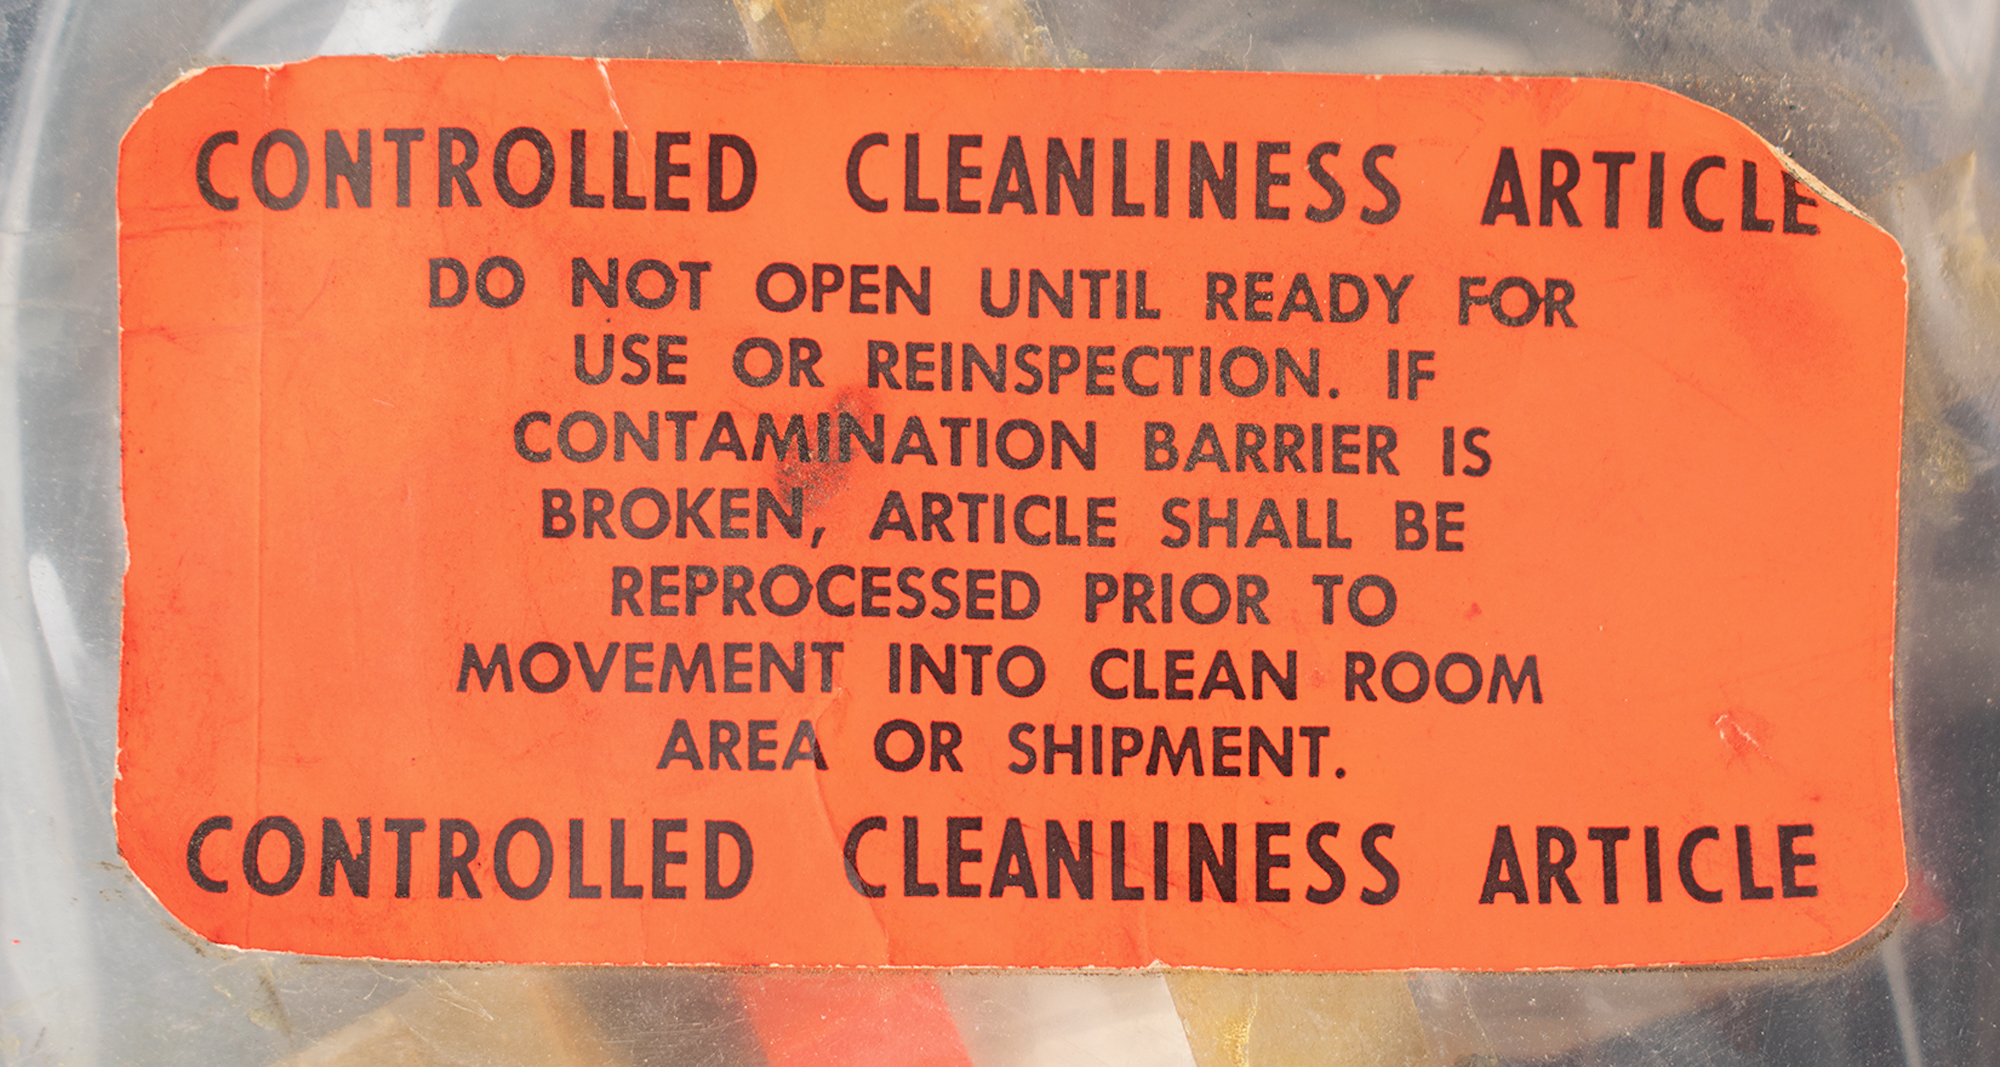 CONTROLLED CLEANLINESS ARTICLE
DO NOT OPEN UNTIL READY FOR
USE OR REINSPECTION. IF
CONTAMINATION BARRIER IS
BROKEN, ARTICLE SHALL BE
REPROCESSED PRIOR TO
MOVEMENT INTO CLEAN ROOM
AREA OR SHIPMENT.
CONTROLLED CLEANLINESS ARTICLE